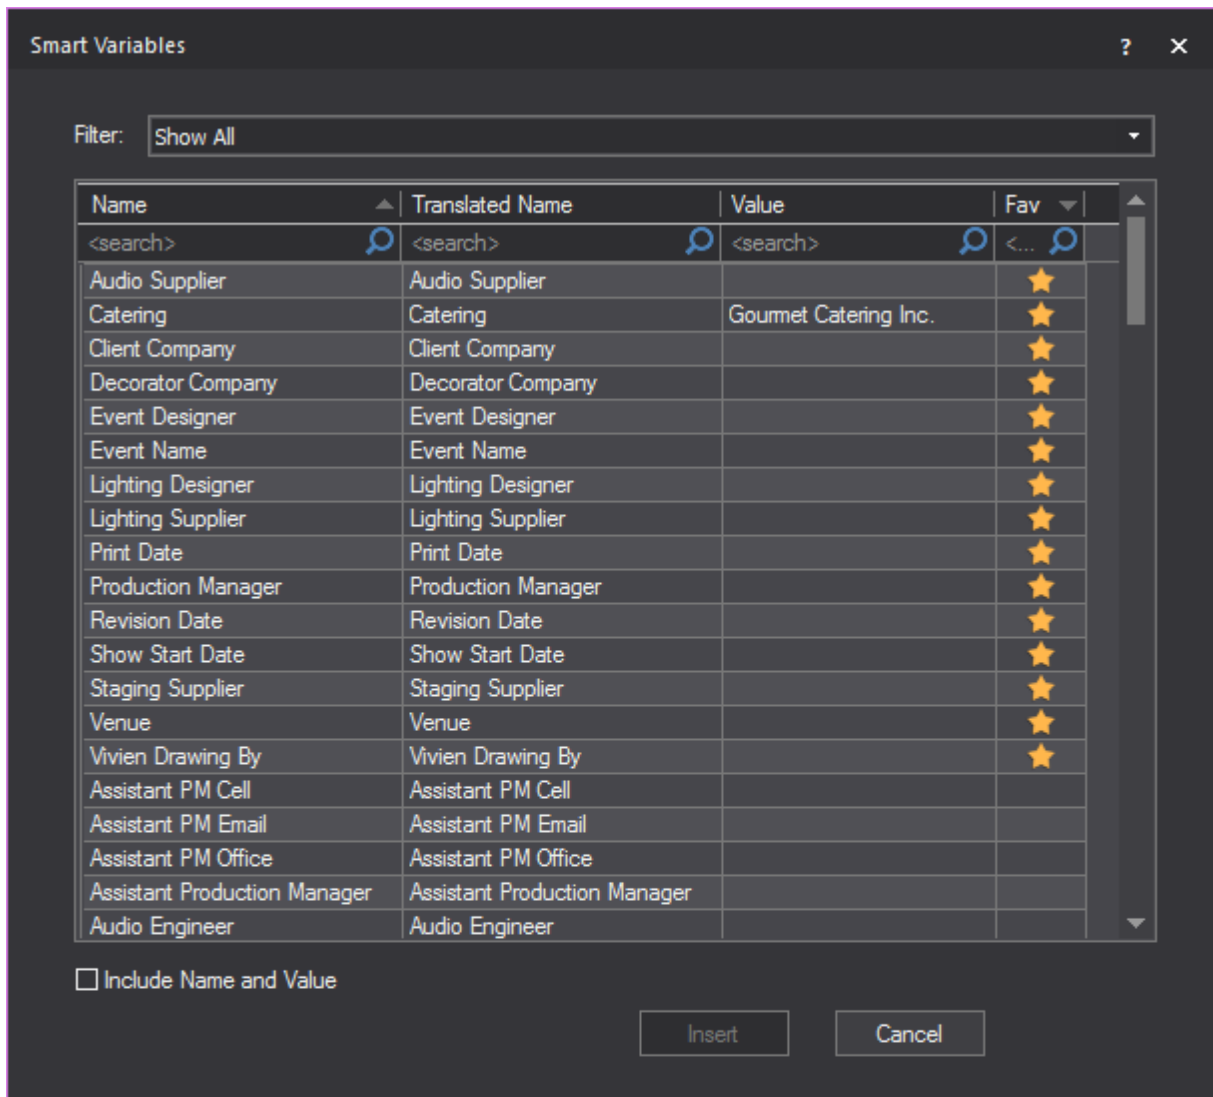 Smart Variables ? ×
Filter: Show All
Name Translated Name Value Fav
<search> <search> <search> <...
Audio Supplier Audio Supplier
Catering Catering Gourmet Catering Inc.
Client Company Client Company
Decorator Company Decorator Company
Event Designer Event Designer
Event Name Event Name
Lighting Designer Lighting Designer
Lighting Supplier Lighting Supplier
Print Date Print Date
Production Manager Production Manager
Revision Date Revision Date
Show Start Date Show Start Date
Staging Supplier Staging Supplier
Venue Venue
Vivien Drawing By Vivien Drawing By
Assistant PM Cell Assistant PM Cell
Assistant PM Email Assistant PM Email
Assistant PM Office Assistant PM Office
Assistant Production Manager Assistant Production Manager
Audio Engineer Audio Engineer
Include Name and Value
Insert Cancel